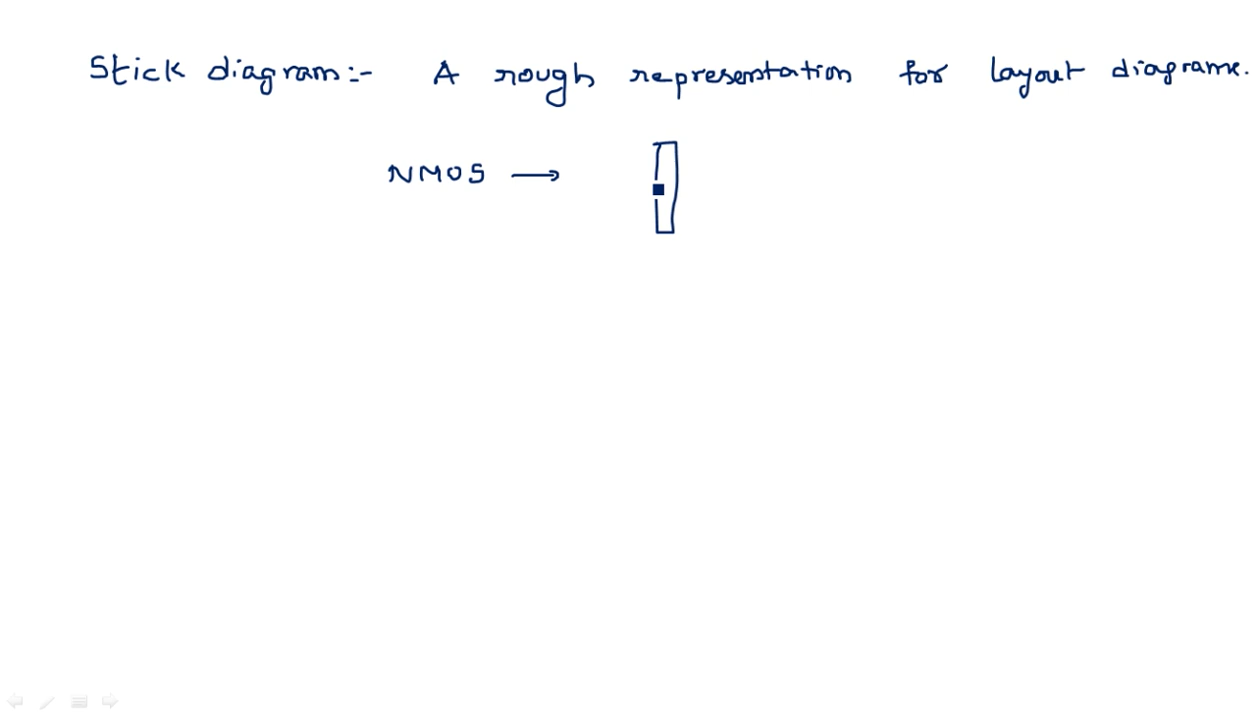 Stick diagram:- A rough representation for layout diagrame.
NMOS →